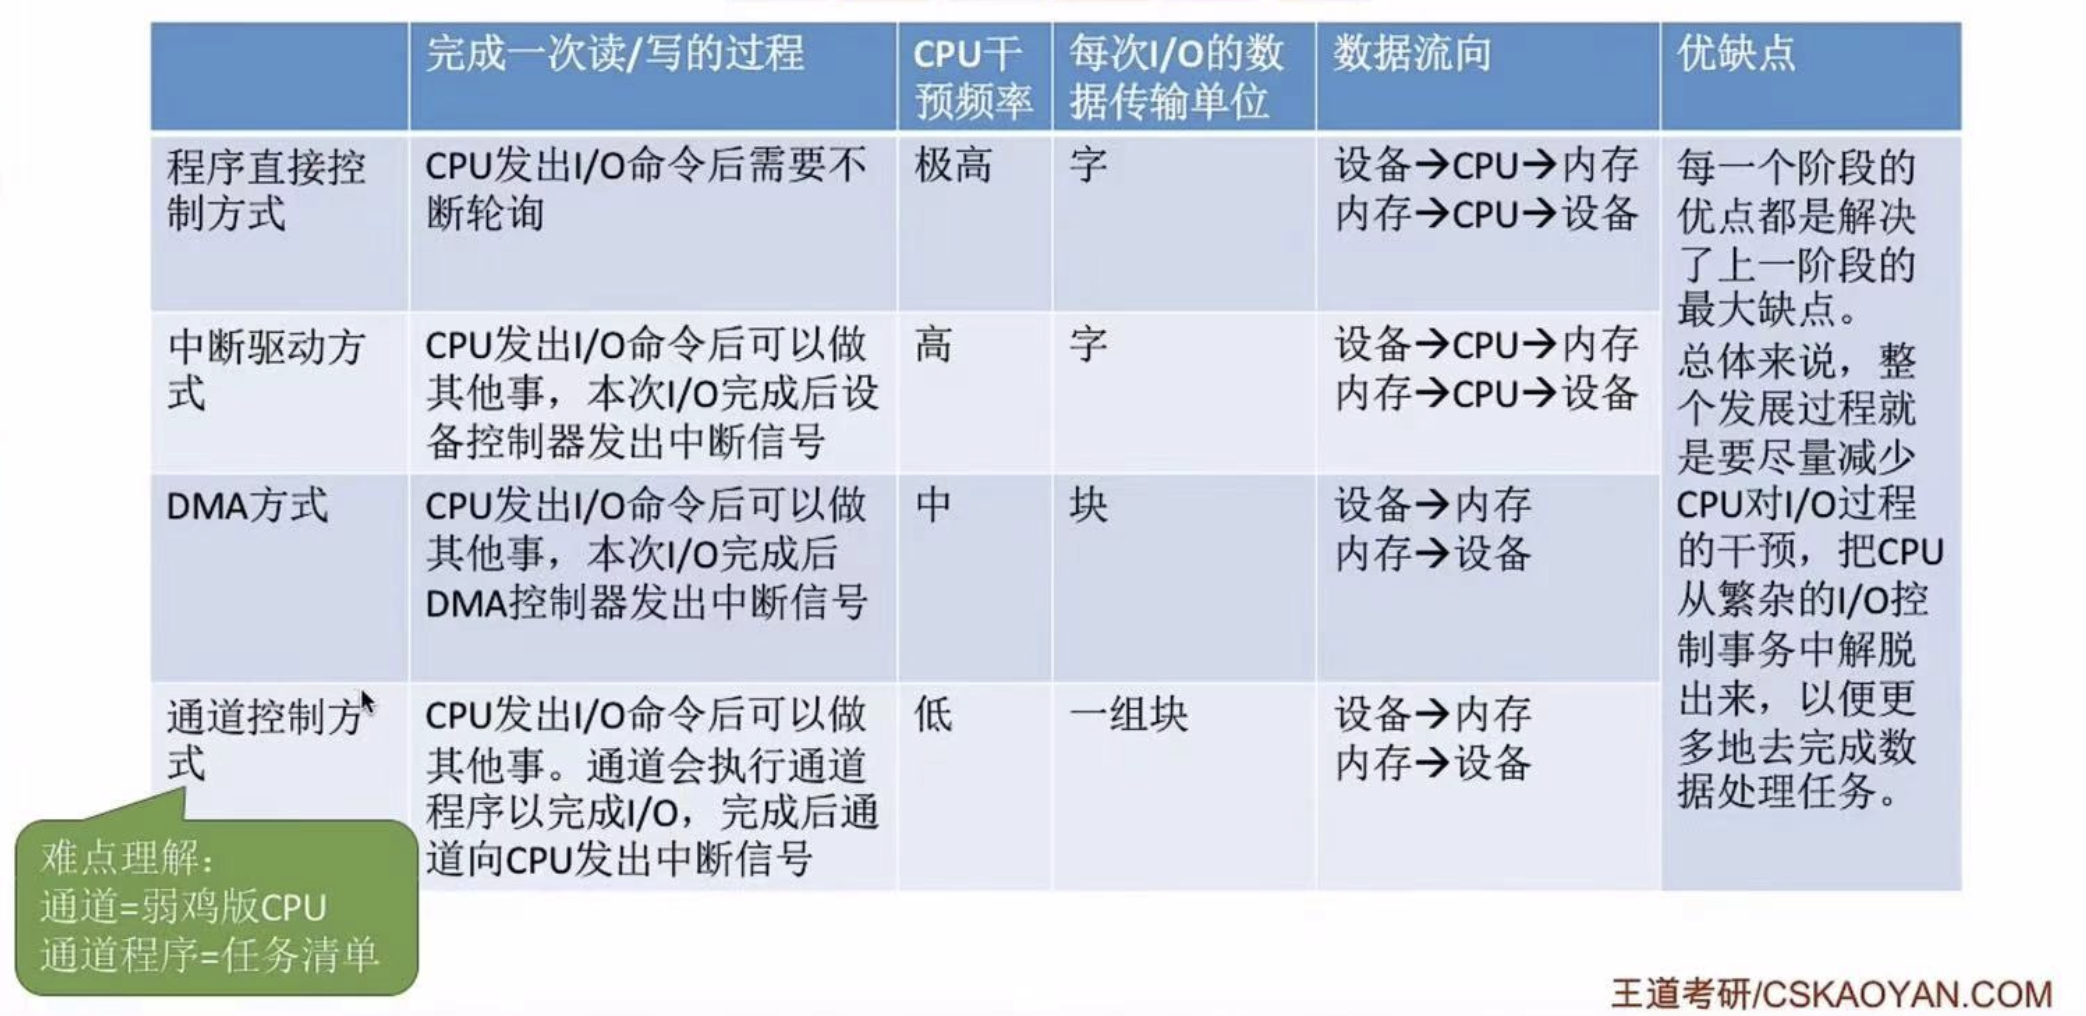 完成一次读/写的过程
CPU干
预频率
每次I/O的数
据传输单位
数据流向
优缺点
程序直接控
制方式
CPU发出I/O命令后需要不
断轮询
极高
字
设备→CPU→内存
内存→CPU→设备
每一个阶段的
优点都是解决
了上一阶段的
最大缺点。
总体来说，整
个发展过程就
是要尽量减少
CPU对I/O过程
的干预，把CPU
从繁杂的I/O控
制事务中解脱
出来，以便更
多地去完成数
据处理任务。
中断驱动方
式
CPU发出I/O命令后可以做
其他事，本次I/O完成后设
备控制器发出中断信号
高
字
设备→CPU→内存
内存→CPU→设备
DMA方式
CPU发出I/O命令后可以做
其他事，本次I/O完成后
DMA控制器发出中断信号
中
块
设备→内存
内存→设备
通道控制方
式
CPU发出I/O命令后可以做
其他事。通道会执行通道
程序以完成I/O，完成后通
道向CPU发出中断信号
低
一组块
设备→内存
内存→设备
难点理解：
通道=弱鸡版CPU
通道程序=任务清单
王道考研/CSKAOYAN.COM